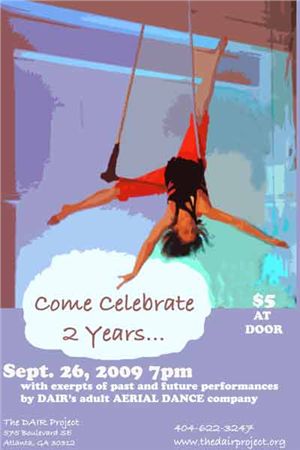 Come Celebrate
2 Years...
$5
AT
DOOR
Sept. 26, 2009 7pm
with exerpts of past and future performances
by DAIR's adult AERIAL DANCE company
The DAIR Project
575 Boulevard SE
Atlanta, GA 30312
404-622-3247
www.thedairproject.org